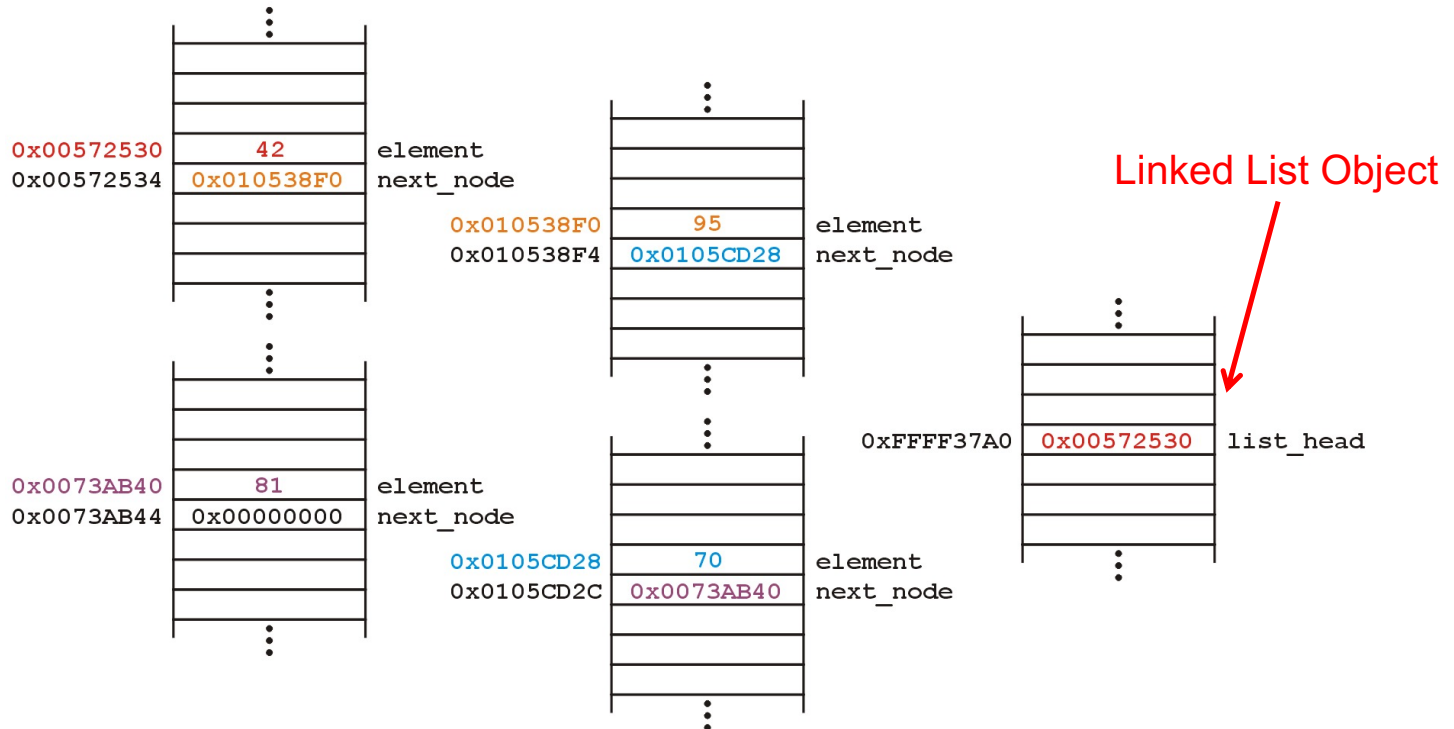 0x00572530 42 element
0x00572534 0x010538F0 next_node
0x010538F0 95 element
0x010538F4 0x0105CD28 next_node
Linked List Object
0xFFFF37A0 0x00572530 list_head
0x0073AB40 81 element
0x0073AB44 0x00000000 next_node
0x0105CD28 70 element
0x0105CD2C 0x0073AB40 next_node